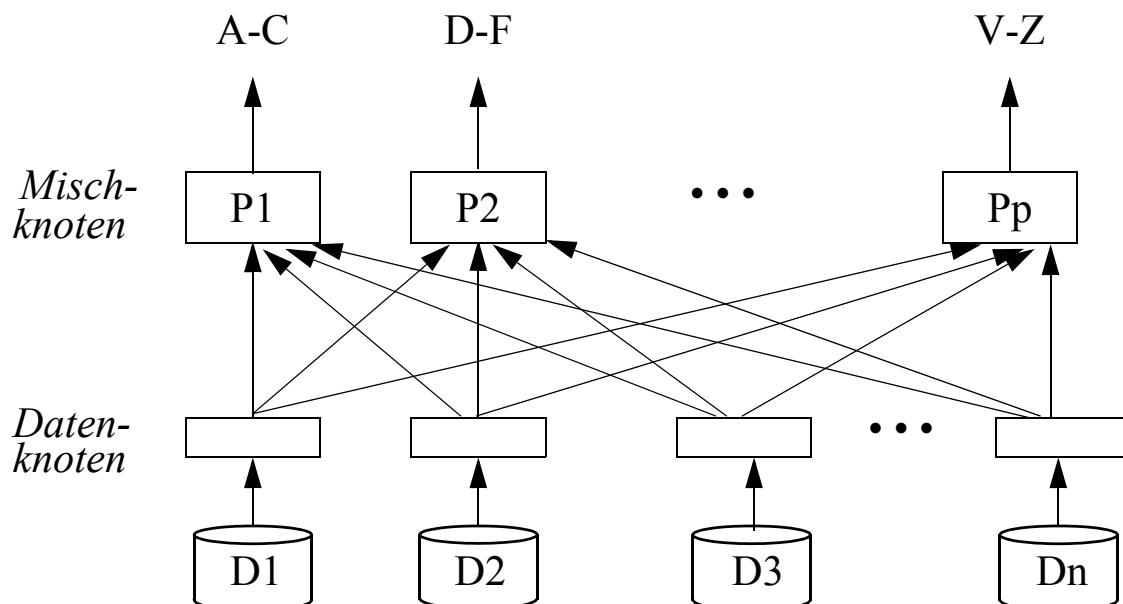 A-C D-F V-Z
Misch-
knoten
P1 P2 ••• Pp
Daten-
knoten
•••
D1 D2 D3 Dn